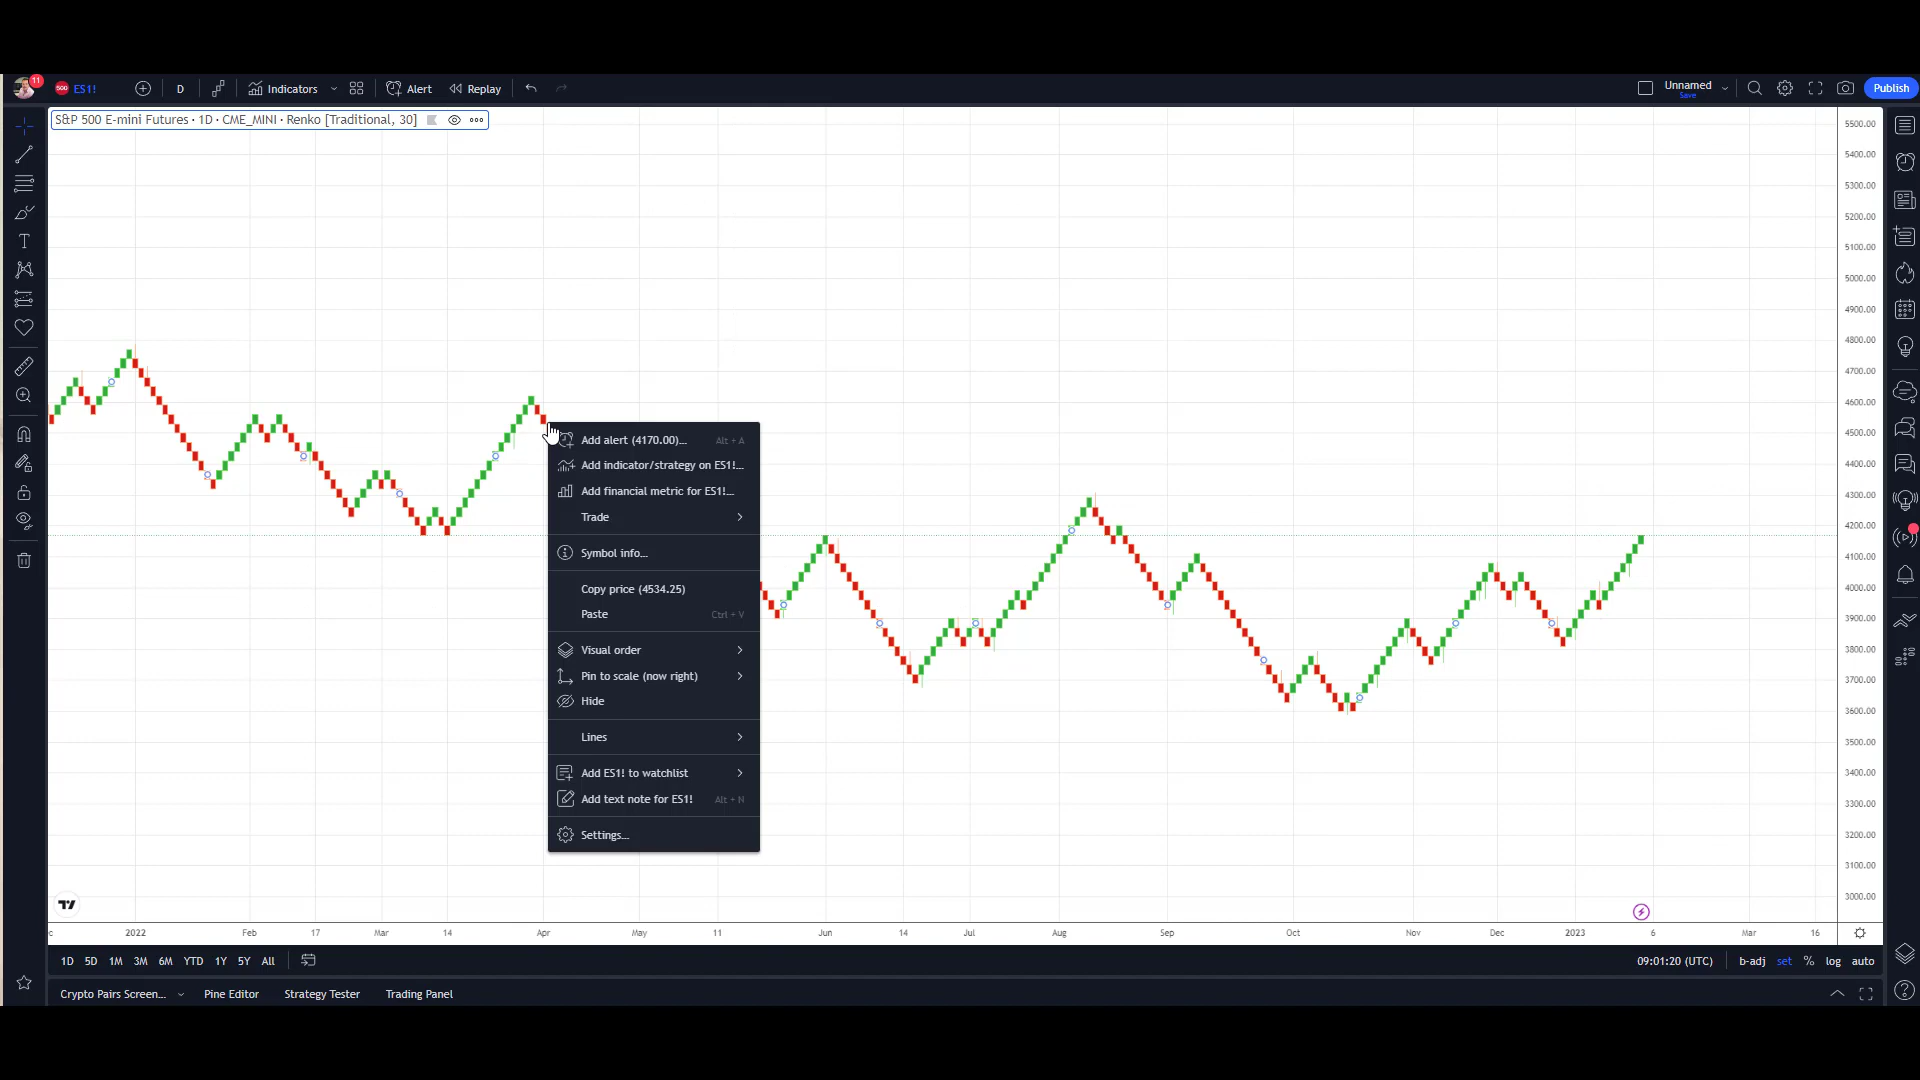 11
500
ES1!
D
Indicators
Alert
Replay
Unnamed
Save
Publish
S&P 500 E-mini Futures · 1D · CME_MINI · Renko [Traditional, 30]
5500.00
5400.00
5300.00
5200.00
5100.00
5000.00
4900.00
4800.00
4700.00
4600.00
4500.00
4400.00
4300.00
4200.00
4100.00
4000.00
3900.00
3800.00
3700.00
3600.00
3500.00
3400.00
3300.00
3200.00
3100.00
3000.00
Add alert (4170.00)... Alt + A
Add indicator/strategy on ES1!...
Add financial metric for ES1!...
Trade
Symbol info...
Copy price (4534.25)
Paste Ctrl + V
Visual order
Pin to scale (now right)
Hide
Lines
Add ES1! to watchlist
Add text note for ES1! Alt + N
Settings...
c 2022 Feb 17 Mar 14 Apr May 11 Jun 14 Jul Aug Sep Oct Nov Dec 2023 6 Mar 16
1D 5D 1M 3M 6M YTD 1Y 5Y All
09:01:20 (UTC) b-adj set % log auto
Crypto Pairs Screen... Pine Editor Strategy Tester Trading Panel